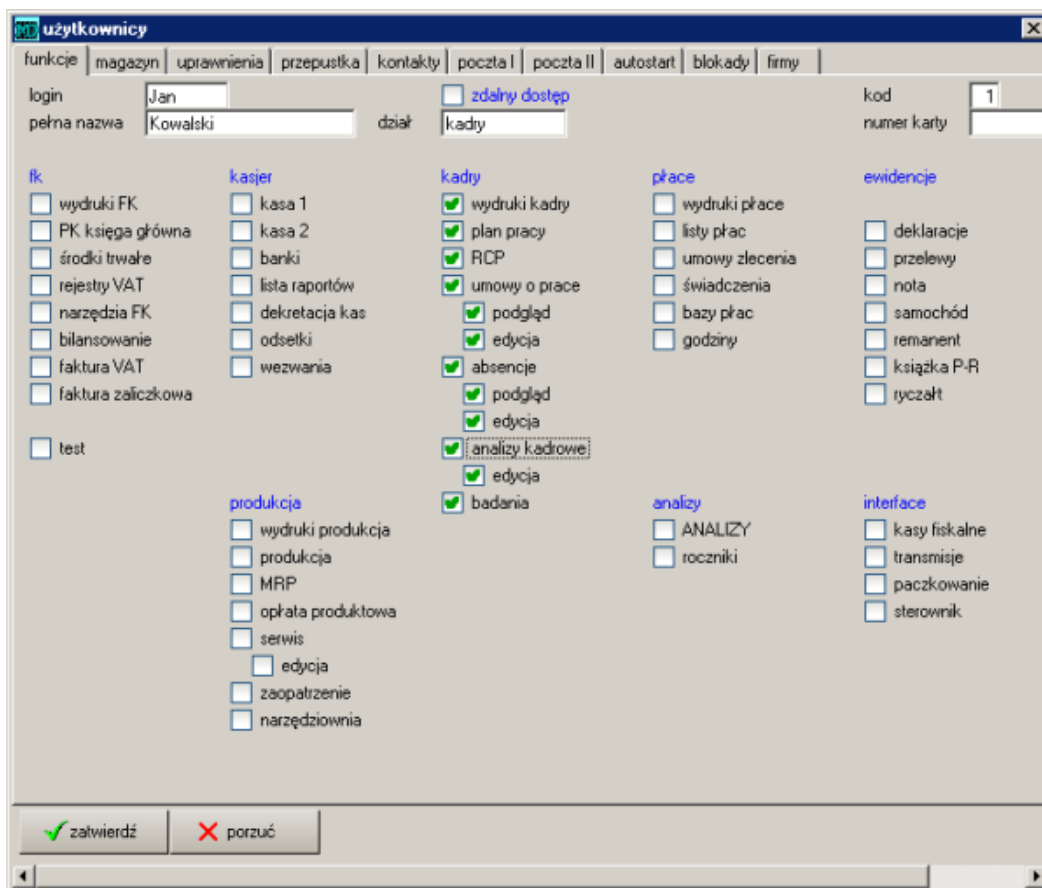 MD użytkownicy
funkcje magazyn uprawnienia przepustka kontakty poczta I poczta II autostart blokady firmy
login Jan zdalny dostęp kod 1
pełna nazwa Kowalski dział kadry numer karty
fk kasjer kadry płace ewidencje
wydruki FK kasa 1 wydruki kadry wydruki płace
PK księga główna kasa 2 plan pracy listy płac deklaracje
środki trwałe banki RCP umowy zlecenia przelewy
rejestry VAT lista raportów umowy o prace świadczenia nota
narzędzia FK dekretacja kas podgląd bazy płac samochód
bilansowanie odsetki edycja godziny remanent
faktura VAT wezwania absencje książka P-R
faktura zaliczkowa podgląd ryczałt
edycja
test analizy kadrowe
edycja
produkcja badania analizy interface
wydruki produkcja ANALIZY kasy fiskalne
produkcja roczniki transmisje
MRP paczkowanie
opłata produktowa sterownik
serwis
edycja
zaopatrzenie
narzędziownia
zatwierdź porzuć